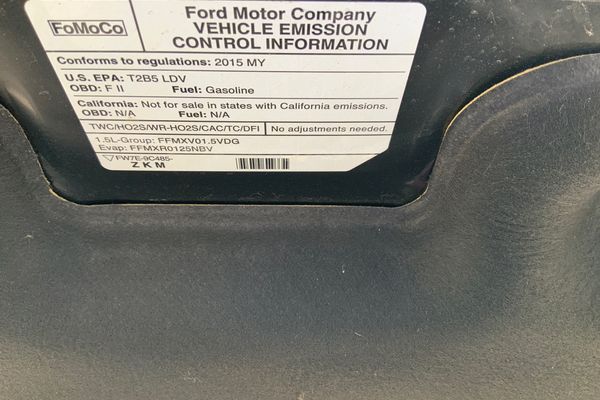 FoMoCo
Ford Motor Company
VEHICLE EMISSION
CONTROL INFORMATION
Conforms to regulations: 2015 MY
U.S. EPA: T2B5 LDV
OBD: F II Fuel: Gasoline
California: Not for sale in states with California emissions.
OBD: N/A Fuel: N/A
TWC/HO2S/WR-HO2S/CAC/TC/DFI No adjustments needed.
1.5L-Group: FFMXV01.5VDG
Evap: FFMXR0125NBV
FW7E-9C485-
ZKM